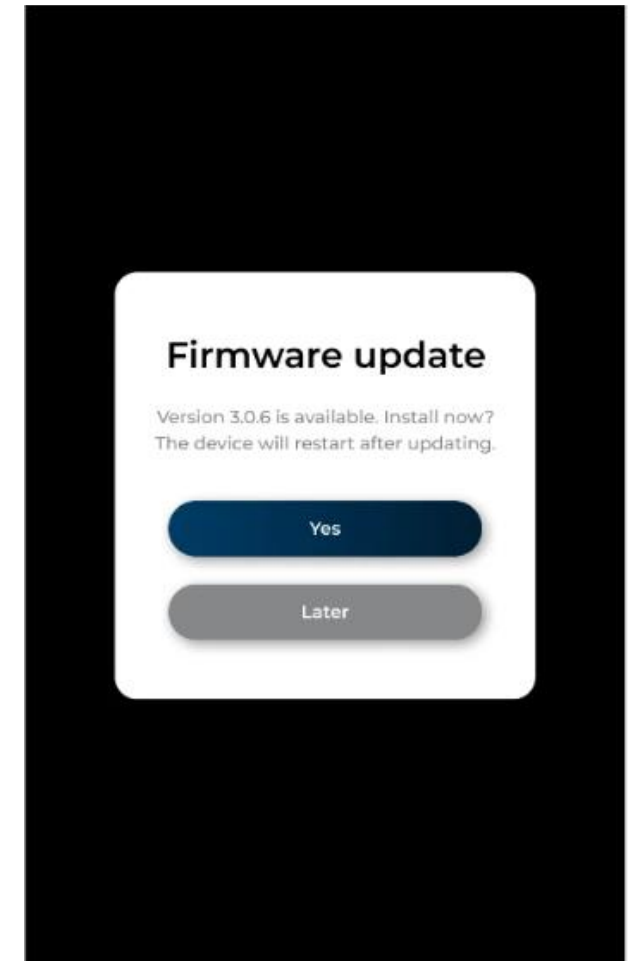 Firmware update
Version 3.0.6 is available. Install now?
The device will restart after updating.
Yes
Later